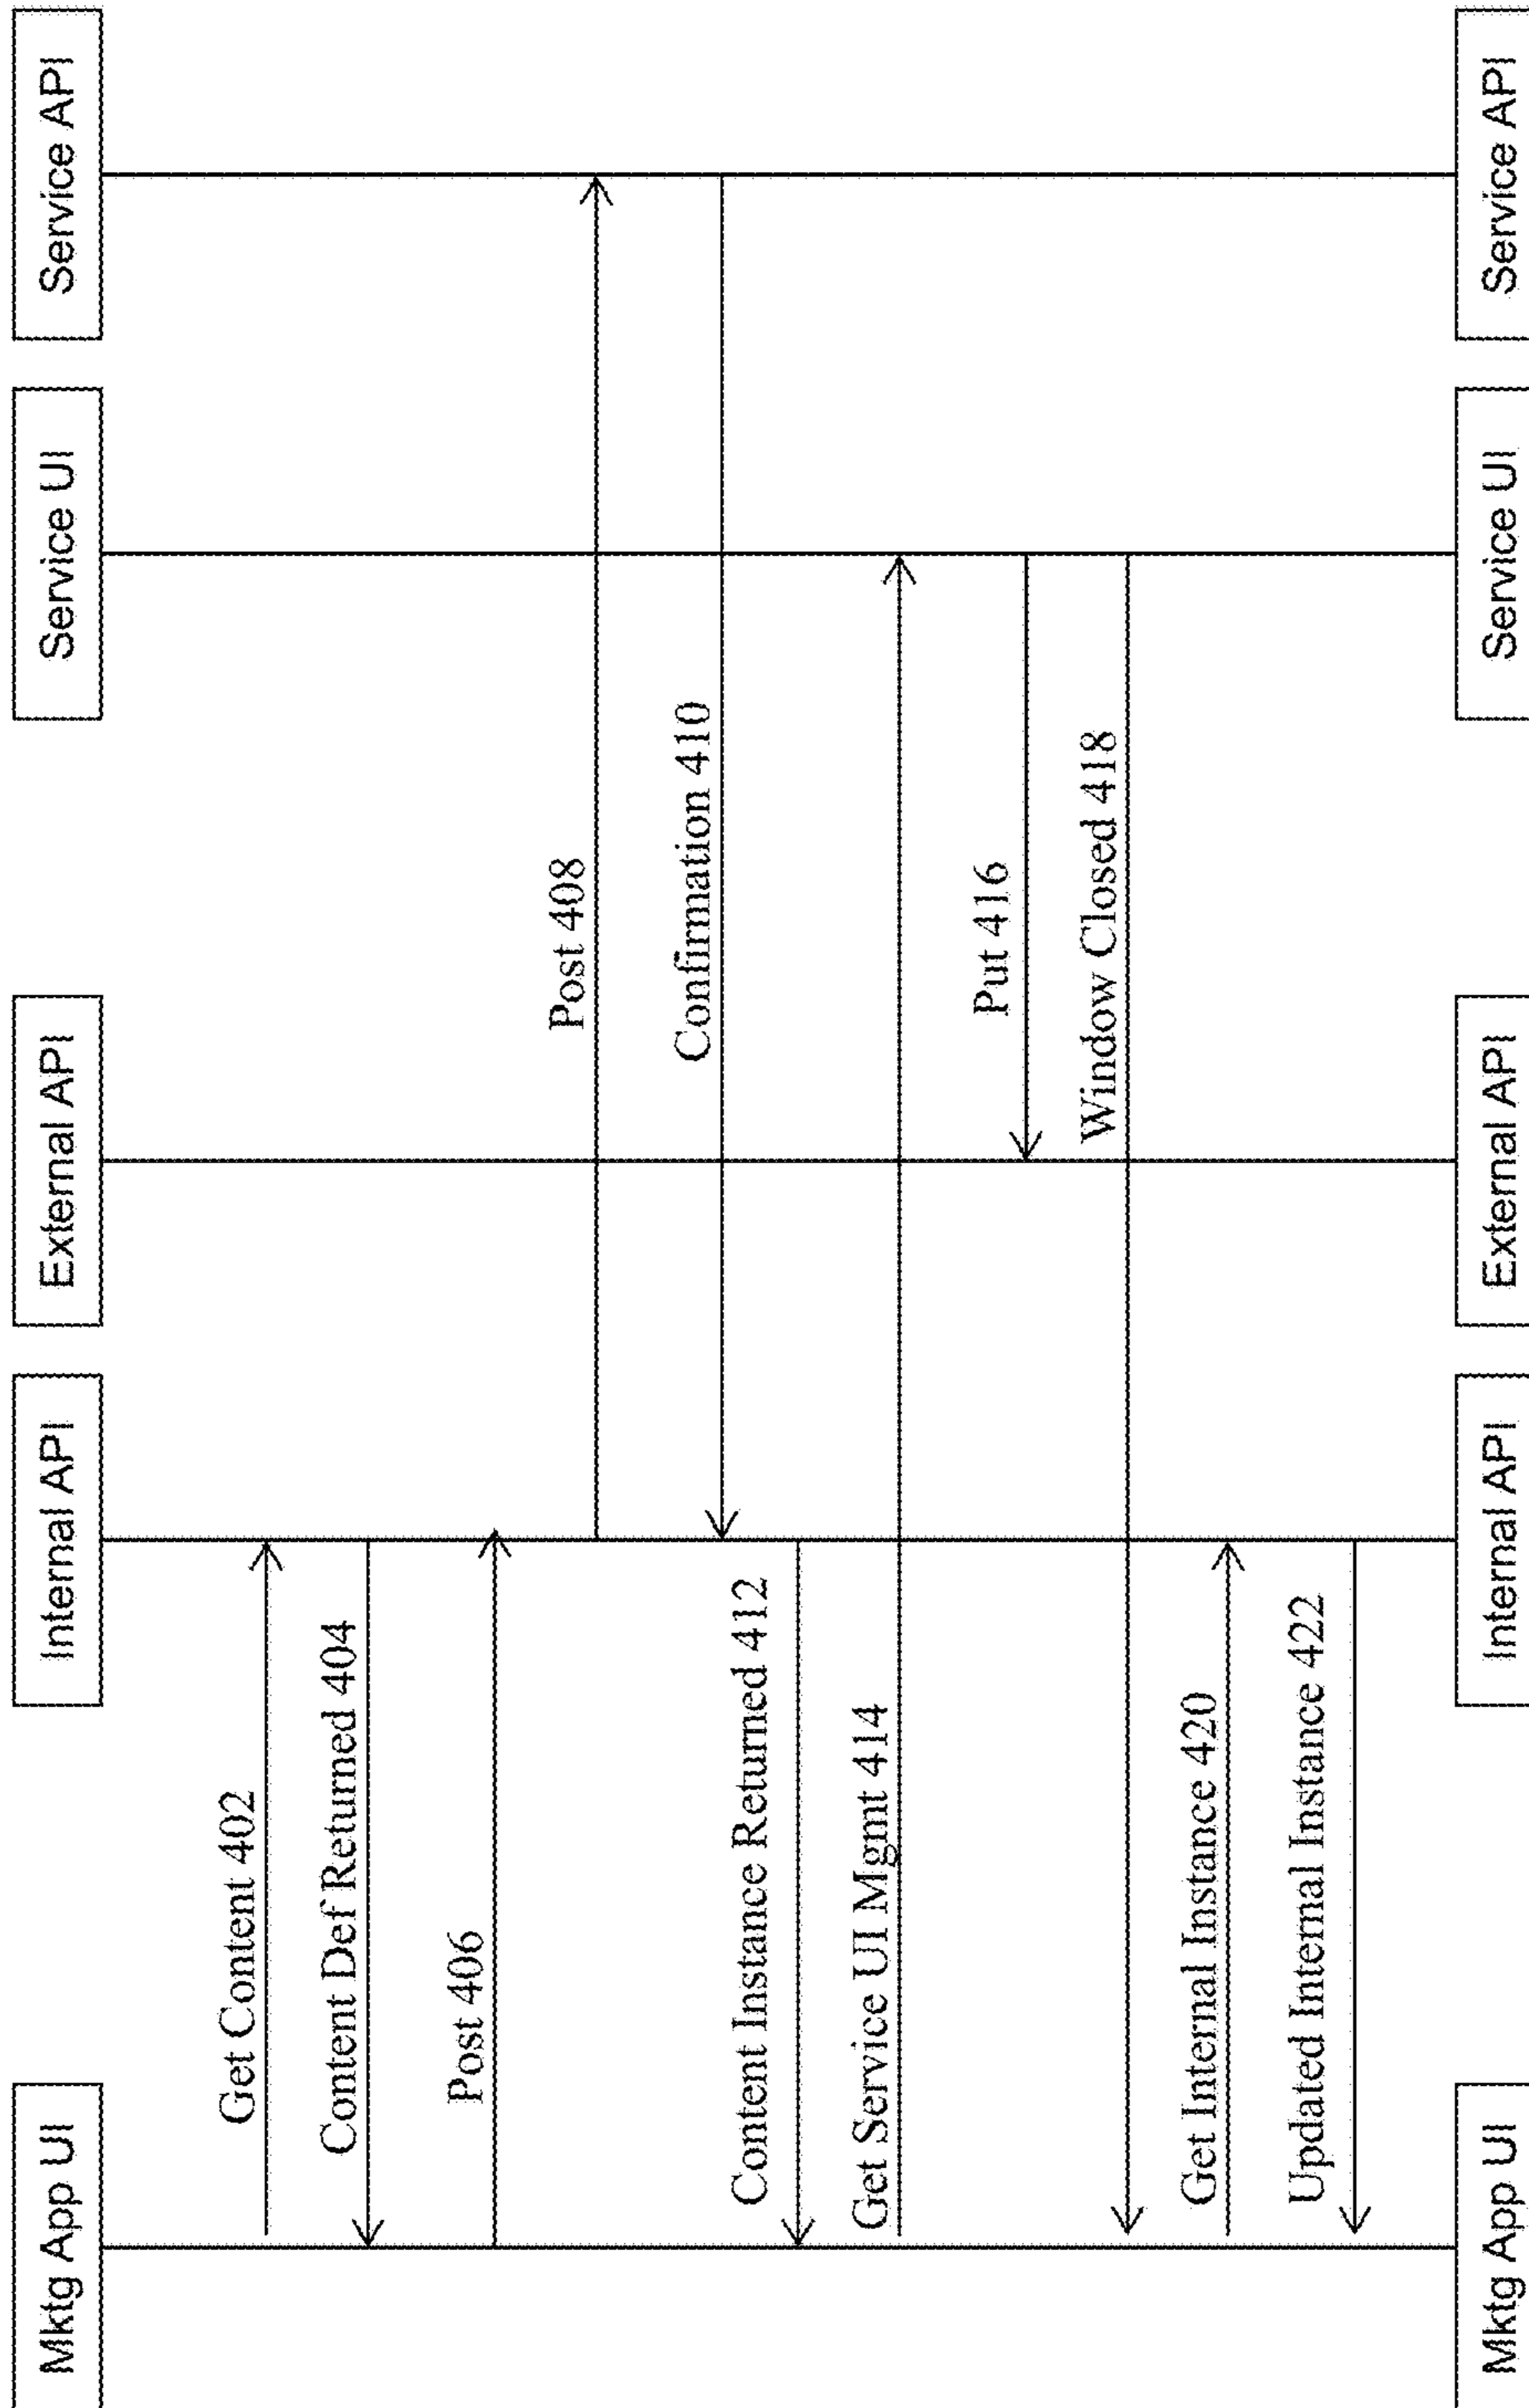 Mktg App UI
Internal API
External API
Service UI
Service API
Get Content 402
Content Def Returned 404
Post 406
Post 408
Confirmation 410
Content Instance Returned 412
Get Service UI Mgmt 414
Put 416
Window Closed 418
Get Internal Instance 420
Updated Internal Instance 422
Mktg App UI
Internal API
External API
Service UI
Service API